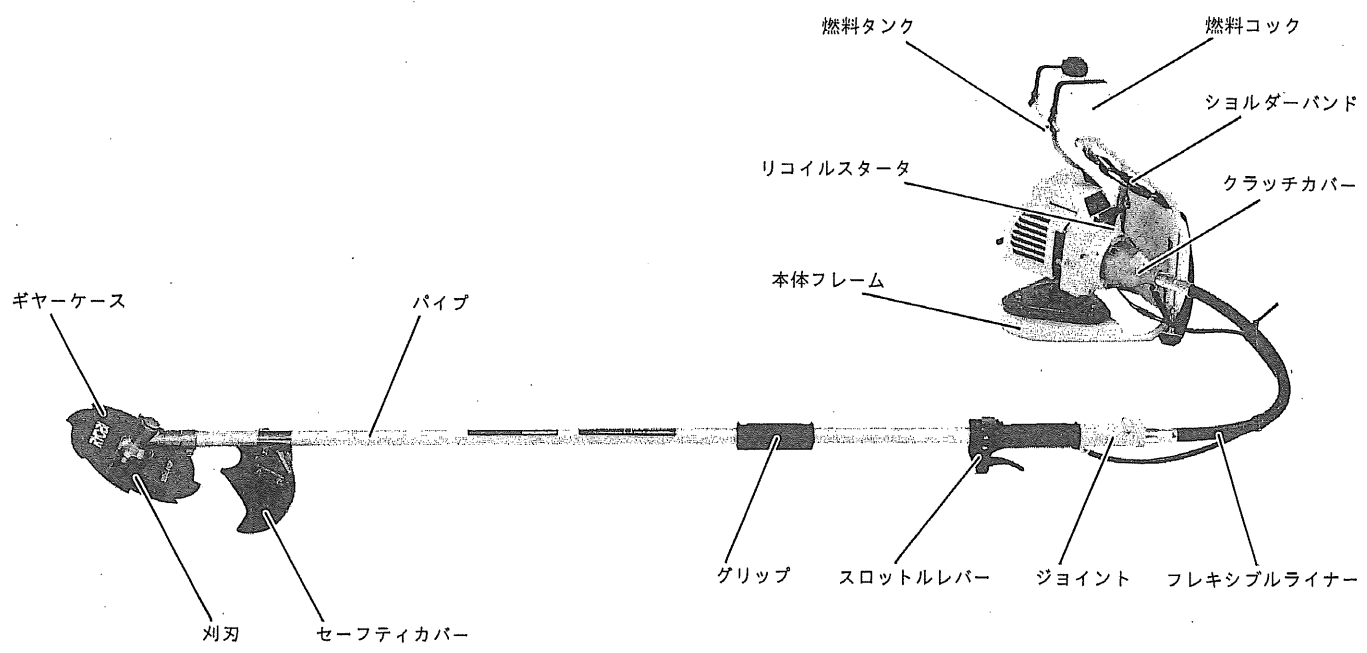 燃料タンク
燃料コック
ショルダーバンド
リコイルスタータ
クラッチカバー
本体フレーム
ギヤーケース
パイプ
グリップ
スロットルレバー
ジョイント
フレキシブルライナー
刈刃
セーフティカバー